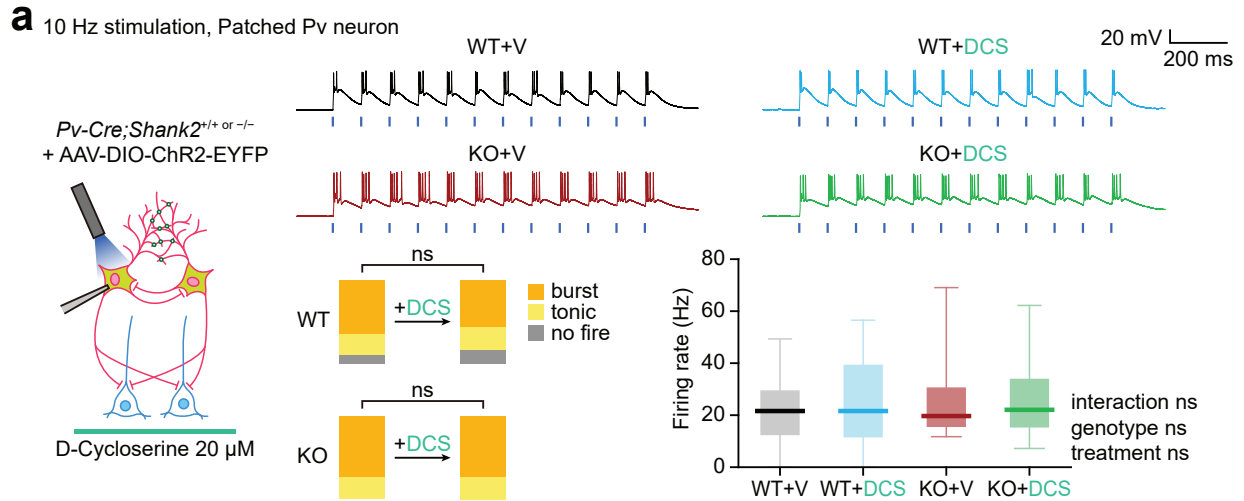 a 10 Hz stimulation, Patched Pv neuron
WT+V
WT+DCS
20 mV
200 ms
Pv-Cre;Shank2+/+ or −/−
+ AAV-DIO-ChR2-EYFP
KO+V
KO+DCS
D-Cycloserine 20 µM
ns
WT
+DCS
burst
tonic
no fire
ns
KO
+DCS
Firing rate (Hz)
80
60
40
20
0
WT+V
WT+DCS
KO+V
KO+DCS
interaction ns
genotype ns
treatment ns